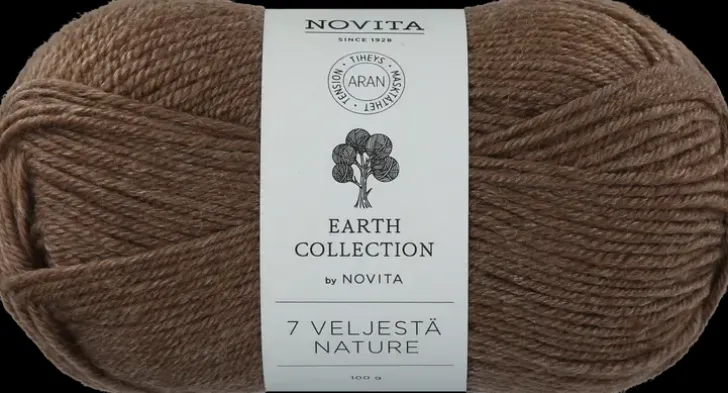 NOVITA
SINCE 1928
TIHEYS • MASKTÄTHET • TENSION •
ARAN
EARTH
COLLECTION
by NOVITA
7 VELJESTÄ
NATURE
100 g